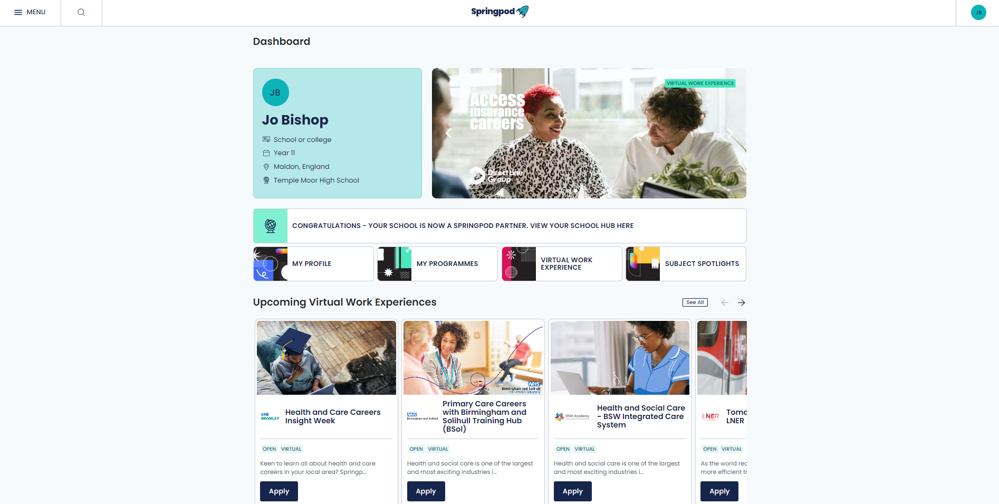 MENU
Springpod
JB
Dashboard
JB
Jo Bishop
School or college
Year 11
Maldon, England
Temple Moor High School
VIRTUAL WORK EXPERIENCE
Access
insurance
careers
Direct Line
Group
CONGRATULATIONS - YOUR SCHOOL IS NOW A SPRINGPOD PARTNER. VIEW YOUR SCHOOL HUB HERE
MY PROFILE
MY PROGRAMMES
VIRTUAL WORK
EXPERIENCE
SUBJECT SPOTLIGHTS
Upcoming Virtual Work Experiences
See All
NHS
Birmingham and Solihull
ONE
BROMLEY
Health and Care Careers
Insight Week
OPEN VIRTUAL
Keen to learn all about health and care
careers in your local area? Springp...
Apply
NHS
Birmingham and Solihull
Primary Care Careers
with Birmingham and
Solihull Training Hub
(BSol)
OPEN VIRTUAL
Health and social care is one of the largest
and most exciting industries i...
Apply
BSW Academy
Health and Social Care
- BSW Integrated Care
System
OPEN VIRTUAL
Health and social care is one of the largest
and most exciting industries i...
Apply
LNER
Tomo
LNER
OPEN VIRTUAL
As the world rec
more efficient tr
Apply